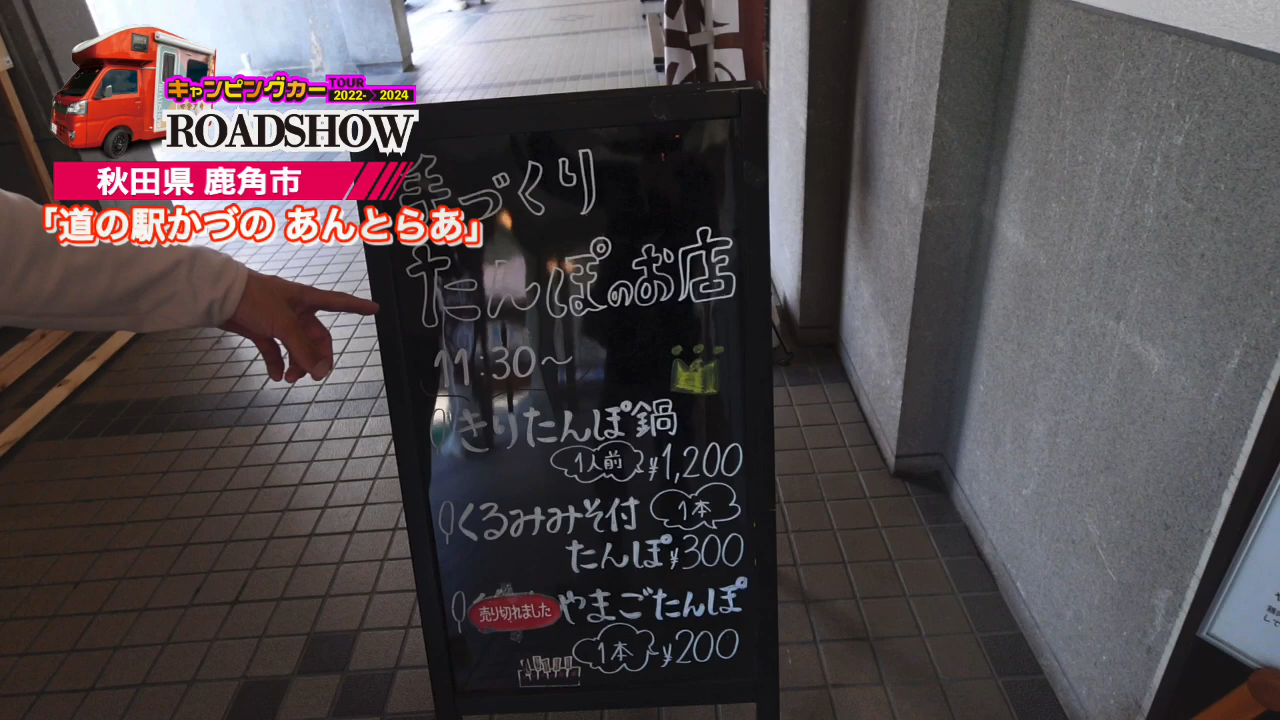 キャンピングカー
TOUR
2022-
2024
ROADSHOW
秋田県 鹿角市
「道の駅かづの あんとらあ」
手づくり
たんぽのお店
11:30〜
きりたんぽ鍋
1人前 ¥1,200
くるみみそ付 1本
たんぽ ¥300
売り切れました やまごたんぽ
1本 ¥200